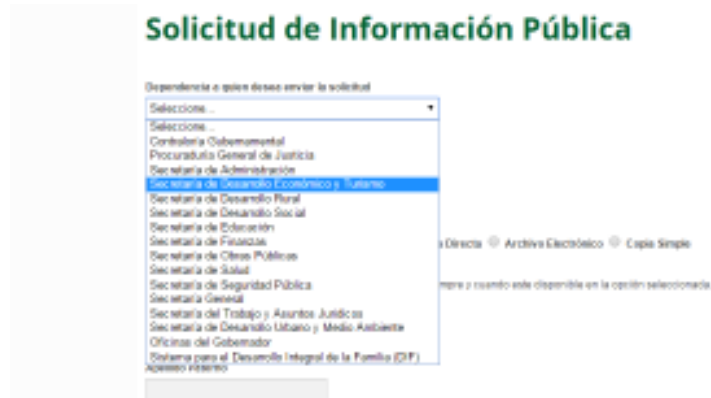 Solicitud de Información Pública
Dependencia a quien desea enviar la solicitud
Seleccione...
Seleccione...
Contraloría Gubernamental
Procuraduría General de Justicia
Secretaría de Administración
Secretaría de Desarrollo Económico y Turismo
Secretaría de Desarrollo Rural
Secretaría de Desarrollo Social
Secretaría de Educación
Secretaría de Finanzas
Directa Archivo Electrónico Copia Simple
Secretaría de Obras Públicas
Secretaría de Salud
Secretaría de Seguridad Pública
y cuando este disponible en la opción seleccionada.
Secretaría General
Secretaría del Trabajo y Asuntos Jurídicos
Secretaría de Desarrollo Urbano y Medio Ambiente
Oficinas del Gobernador
Sistema para el Desarrollo Integral de la Familia (DIF)
Apellido Paterno